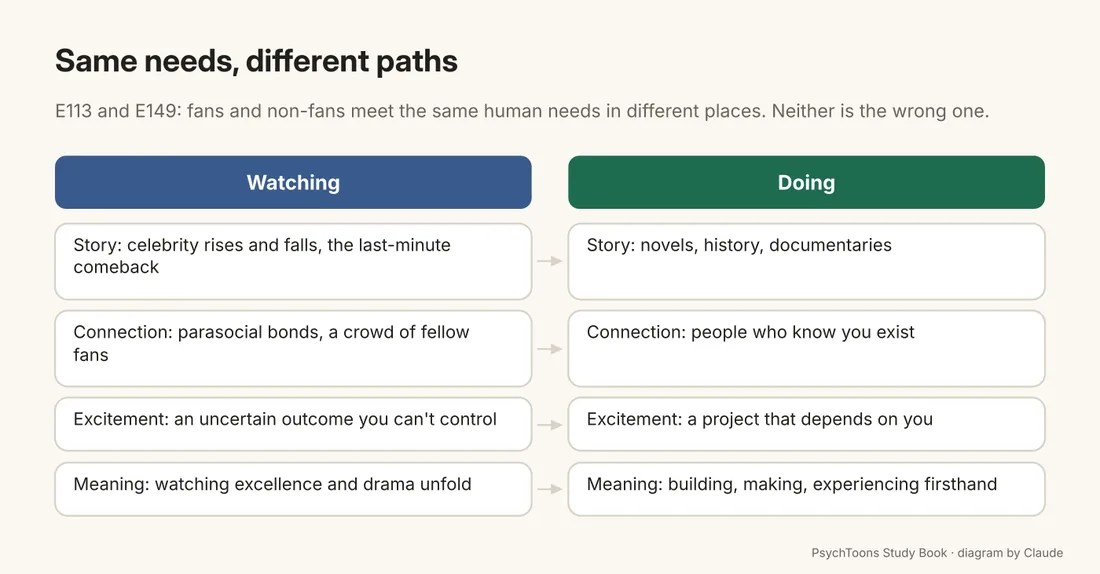 Same needs, different paths
E113 and E149: fans and non-fans meet the same human needs in different places. Neither is the wrong one.
Watching
Doing
Story: celebrity rises and falls, the last-minute
comeback
Story: novels, history, documentaries
Connection: parasocial bonds, a crowd of fellow
fans
Connection: people who know you exist
Excitement: an uncertain outcome you can't control
Excitement: a project that depends on you
Meaning: watching excellence and drama unfold
Meaning: building, making, experiencing firsthand
PsychToons Study Book · diagram by Claude